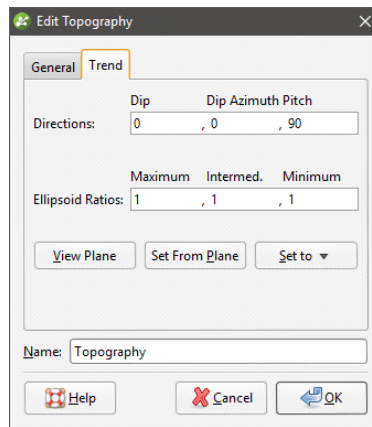 Edit Topography
General Trend
Dip Dip Azimuth Pitch
Directions: 0 , 0 , 90
Maximum Intermed. Minimum
Ellipsoid Ratios: 1 , 1 , 1
View Plane Set From Plane Set to
Name: Topography
Help Cancel OK